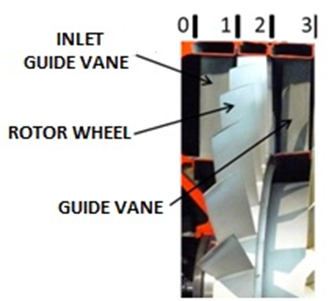 0 1 2 3
INLET
GUIDE VANE
ROTOR WHEEL
GUIDE VANE